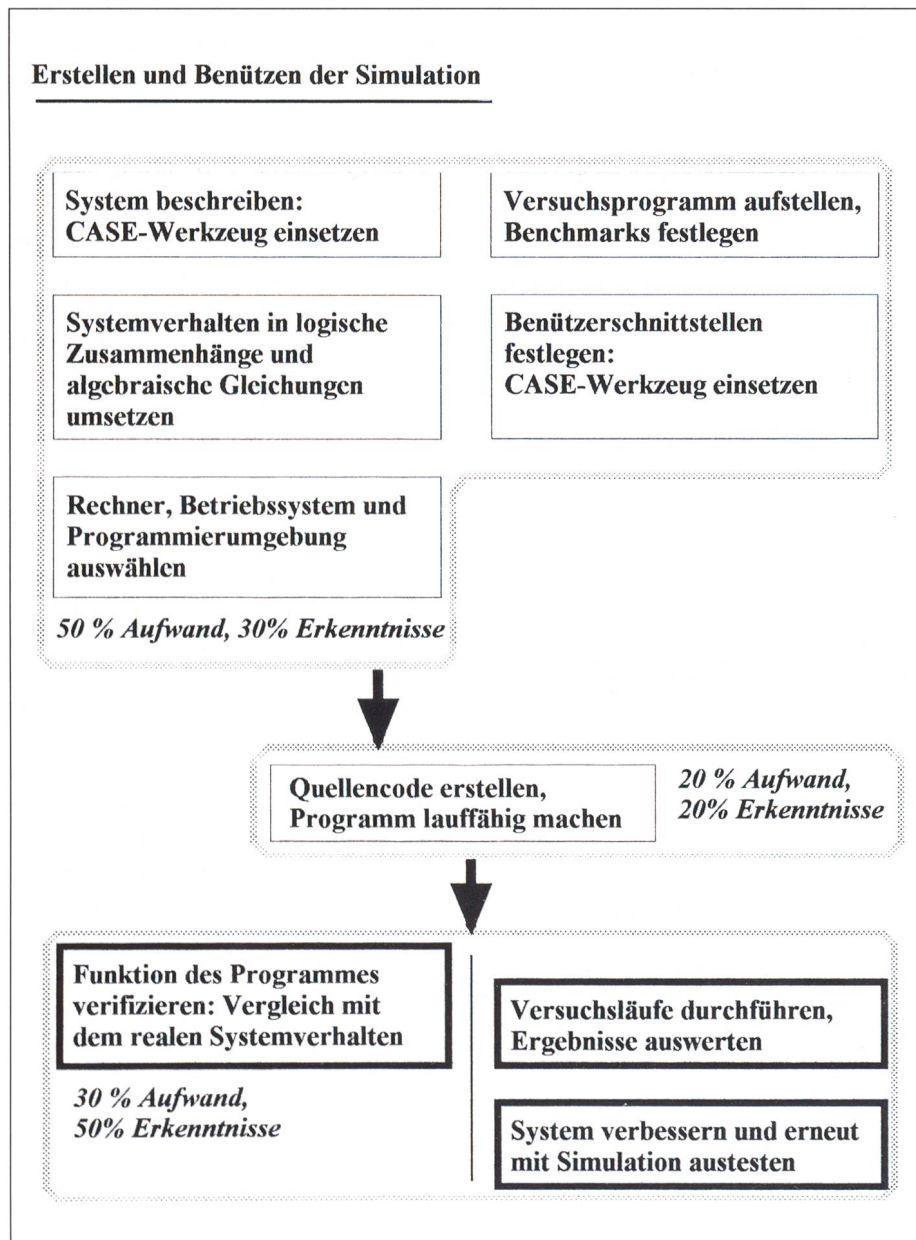 Erstellen und Benützen der Simulation
System beschreiben:
CASE-Werkzeug einsetzen
Versuchsprogramm aufstellen,
Benchmarks festlegen
Systemverhalten in logische
Zusammenhänge und
algebraische Gleichungen
umsetzen
Benützerschnittstellen
festlegen:
CASE-Werkzeug einsetzen
Rechner, Betriebssystem und
Programmierumgebung
auswählen
50 % Aufwand, 30% Erkenntnisse
Quellencode erstellen,
Programm lauffähig machen
20 % Aufwand,
20% Erkenntnisse
Funktion des Programmes
verifizieren: Vergleich mit
dem realen Systemverhalten
30 % Aufwand,
50% Erkenntnisse
Versuchsläufe durchführen,
Ergebnisse auswerten
System verbessern und erneut
mit Simulation austesten